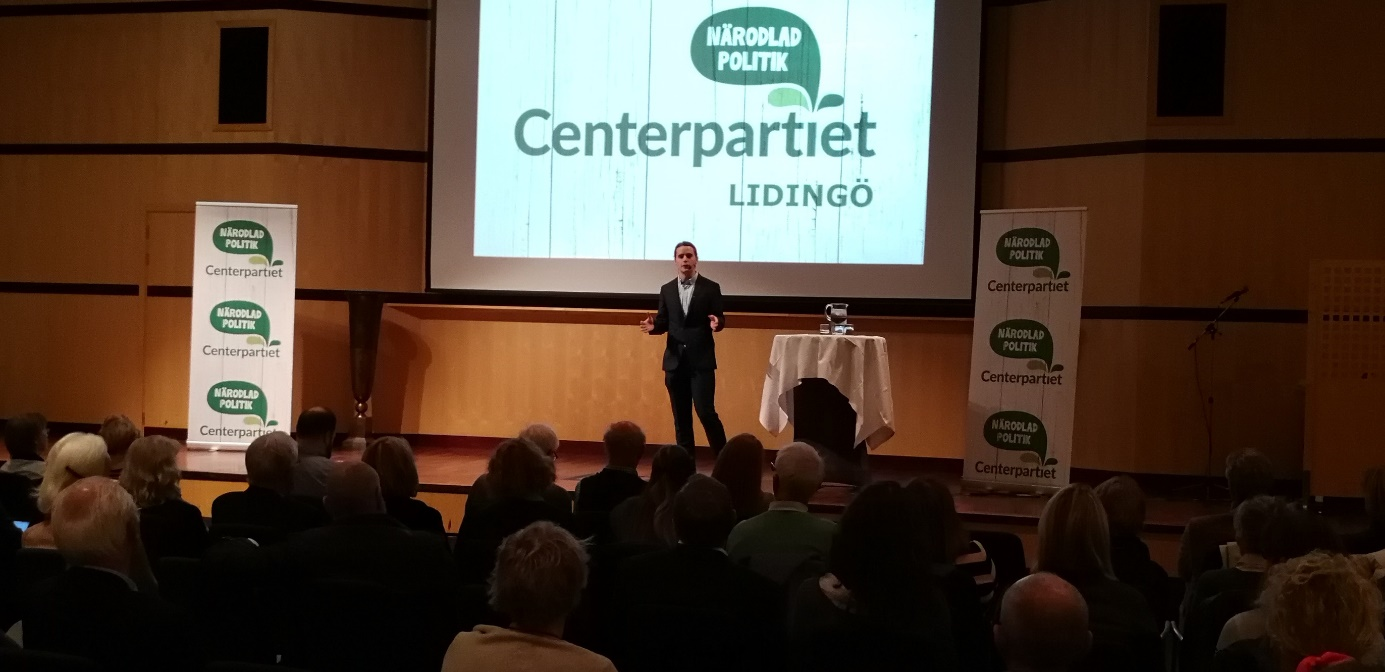 NÄRODLAD
POLITIK
Centerpartiet
LIDINGÖ
NÄRODLAD
POLITIK
Centerpartiet
NÄRODLAD
POLITIK
Centerpartiet
NÄRODLAD
POLITIK
Centerpartiet
NÄRODLAD
POLITIK
Centerpartiet
NÄRODLAD
POLITIK
Centerpartiet
NÄRODLAD
POLITIK
Centerpartiet